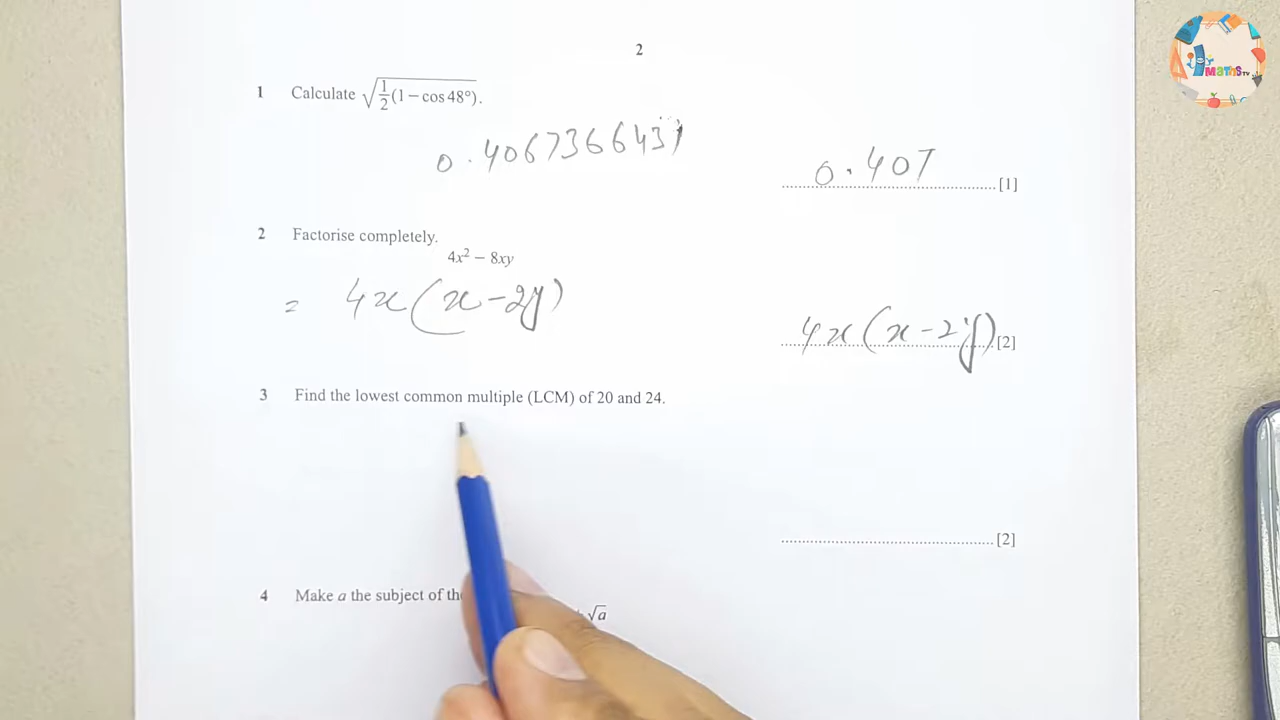 MATHS TV
2
1 Calculate √(1/2(1 − cos 48°)).
0.4067366431
0.407
[1]
2 Factorise completely.
4x² − 8xy
= 4x(x−2y)
4x(x−2y)
[2]
3 Find the lowest common multiple (LCM) of 20 and 24.
[2]
4 Make a the subject of
√a